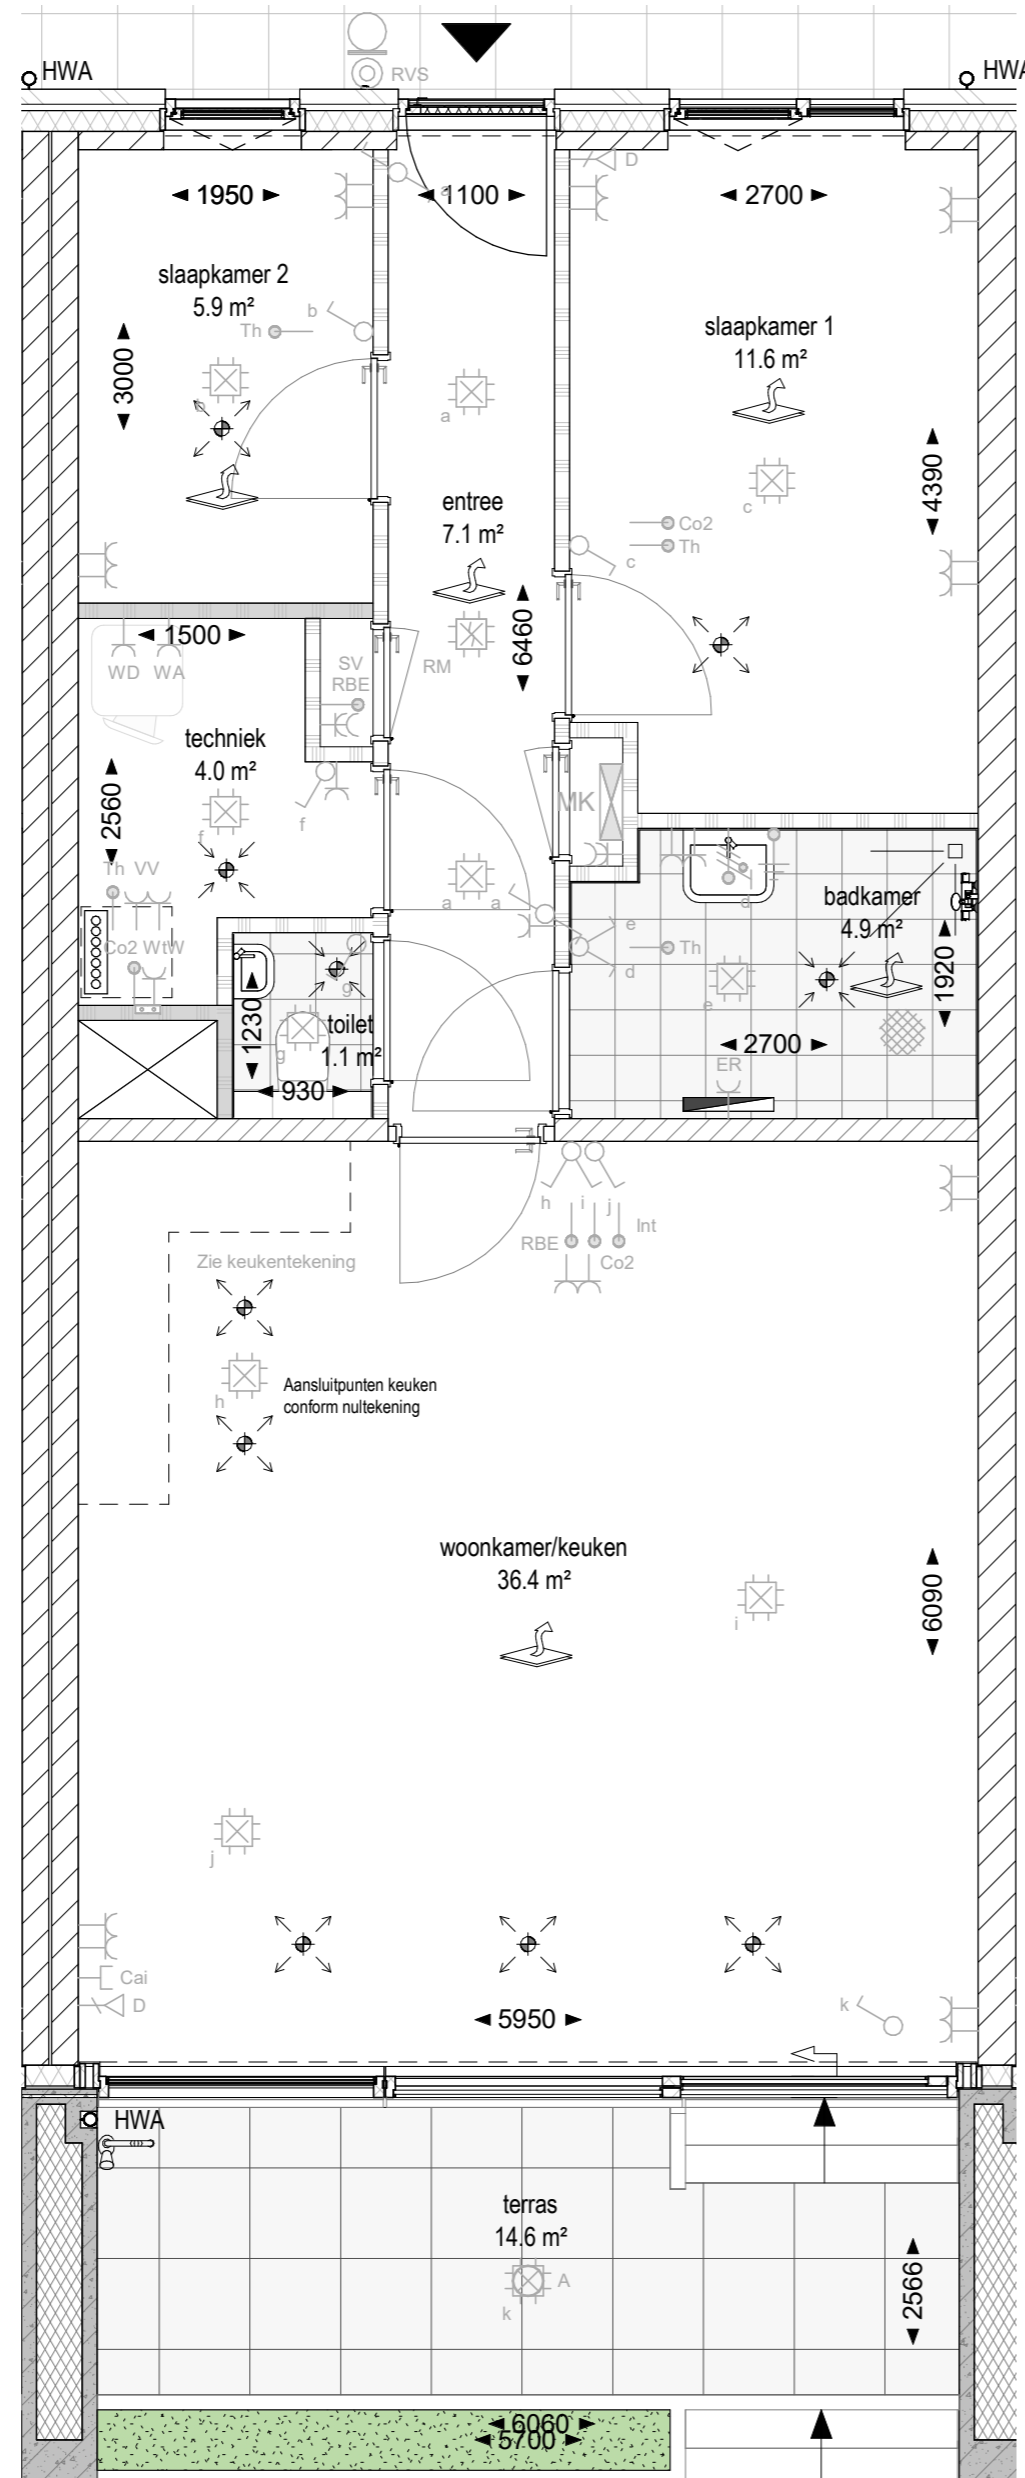 HWA
RVS
HWA
D
1950
1100
2700
a
slaapkamer 2
5.9 m²
Th
b
slaapkamer 1
11.6 m²
3000
b
a
4390
c
entree
7.1 m²
Co2
Th
c
1500
6460
WD WA
SV
RBE
RM
techniek
4.0 m²
2560
f
f
MK
Th VV
a
a
d
badkamer
4.9 m²
e
Co2 WtW
d
Th
1920
g
e
1230
toilet
1.1 m²
g
2700
ER
930
h
i
j
Int
RBE
Co2
Zie keukentekening
h
Aansluitpunten keuken
conform nultekening
woonkamer/keuken
36.4 m²
6090
i
j
Cai
D
5950
k
HWA
terras
14.6 m²
A
k
2566
6060
5700